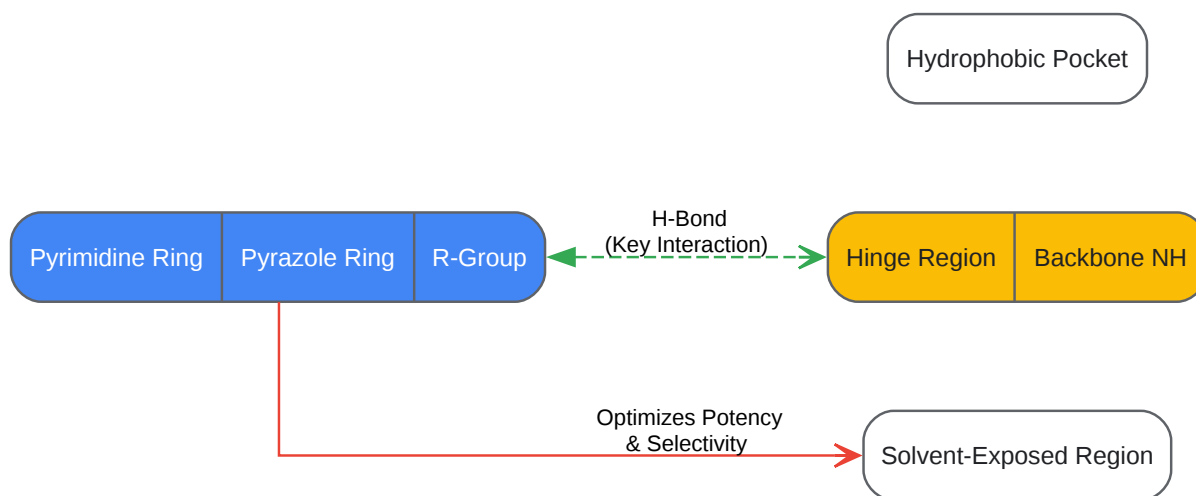 Hydrophobic Pocket
Pyrimidine Ring
Pyrazole Ring
R-Group
H-Bond
(Key Interaction)
Hinge Region
Backbone NH
Optimizes Potency
& Selectivity
Solvent-Exposed Region